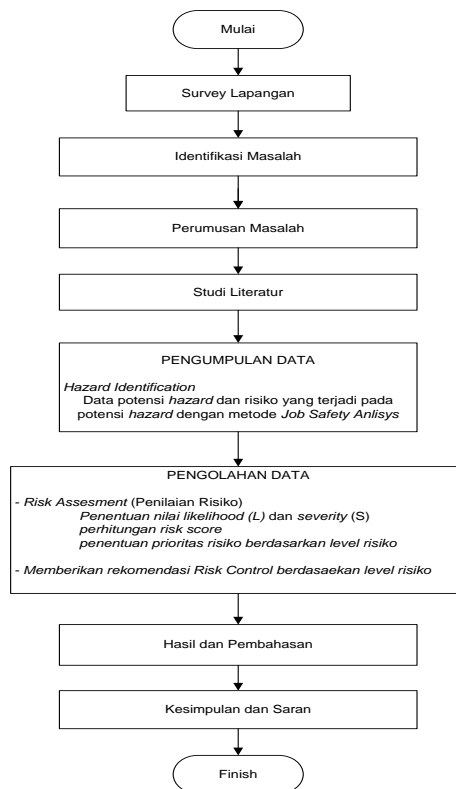 Mulai
Survey Lapangan
Identifikasi Masalah
Perumusan Masalah
Studi Literatur
PENGUMPULAN DATA
Hazard Identification
Data potensi hazard dan risiko yang terjadi pada
potensi hazard dengan metode Job Safety Anlisys
PENGOLAHAN DATA
- Risk Assesment (Penilaian Risiko)
Penentuan nilai likelihood (L) dan severity (S)
perhitungan risk score
penentuan prioritas risiko berdasarkan level risiko
- Memberikan rekomendasi Risk Control berdasaekan level risiko
Hasil dan Pembahasan
Kesimpulan dan Saran
Finish